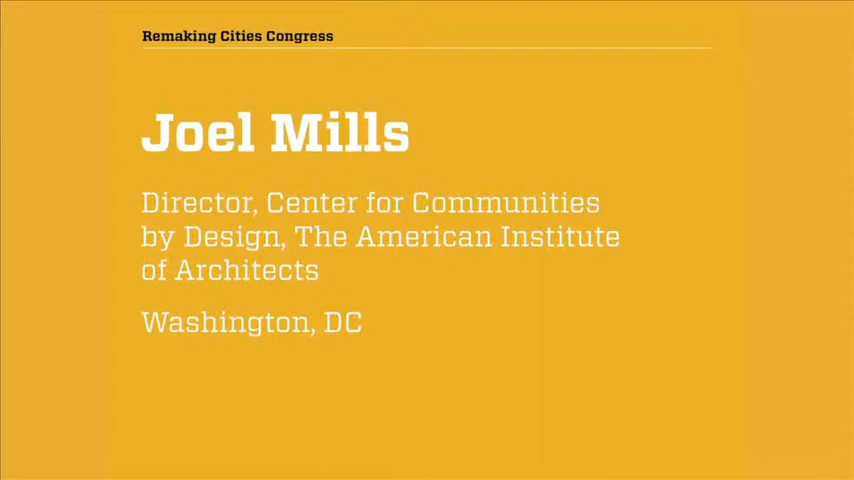 Remaking Cities Congress
Joel Mills
Director, Center for Communities
by Design, The American Institute
of Architects
Washington, DC